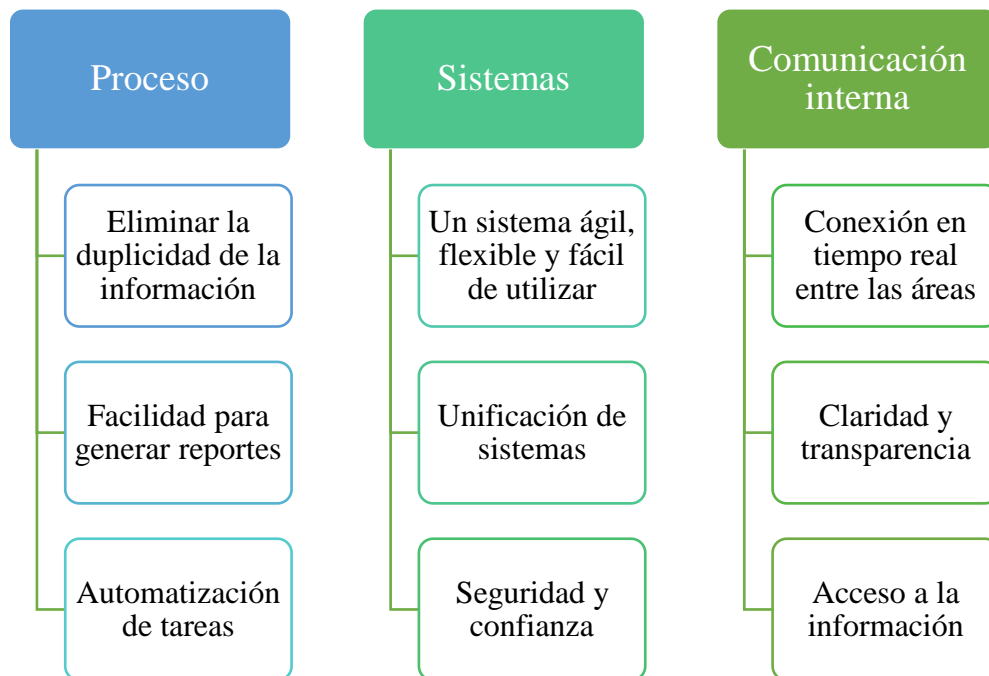 Proceso
Eliminar la
duplicidad de la
información
Facilidad para
generar reportes
Automatización
de tareas
Sistemas
Un sistema ágil,
flexible y fácil
de utilizar
Unificación de
sistemas
Seguridad y
confianza
Comunicación
interna
Conexión en
tiempo real
entre las áreas
Claridad y
transparencia
Acceso a la
información